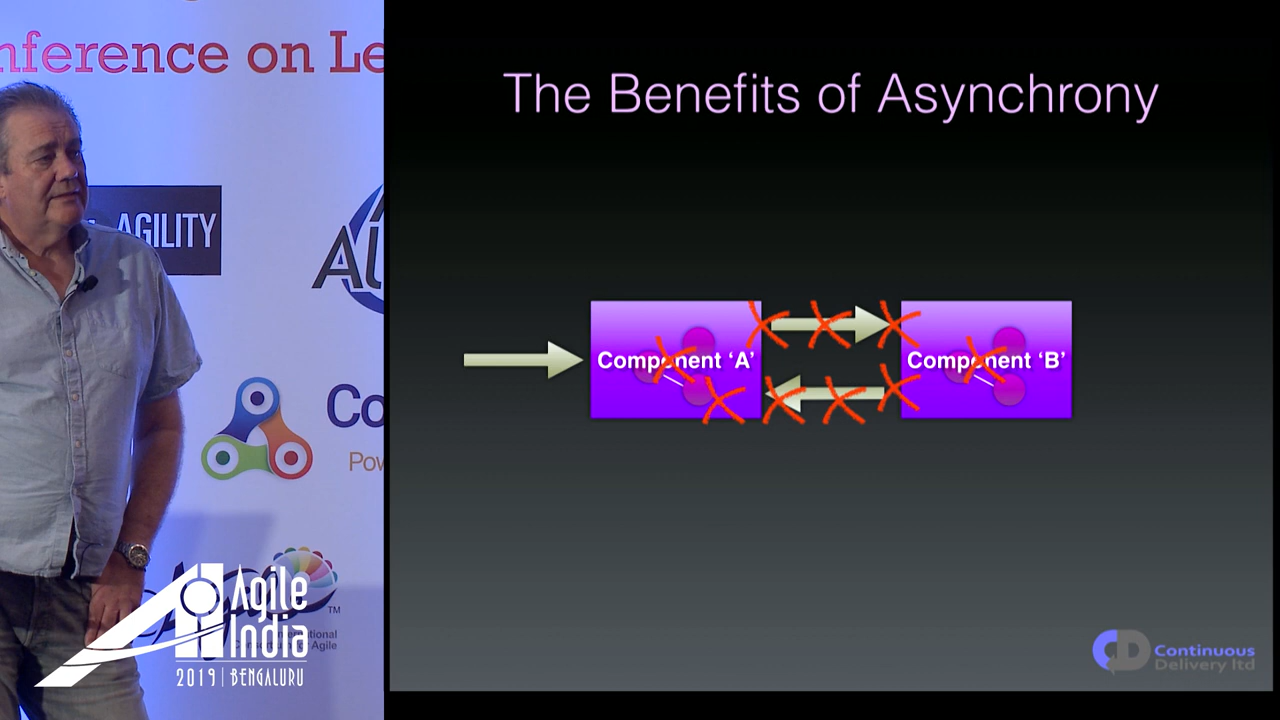 nference on Le
AGILITY
Co
Pow
Agile
India
2019 | BENGALURU
TM
The Benefits of Asynchrony
Component ‘A’
Component ‘B’
Continuous
Delivery ltd